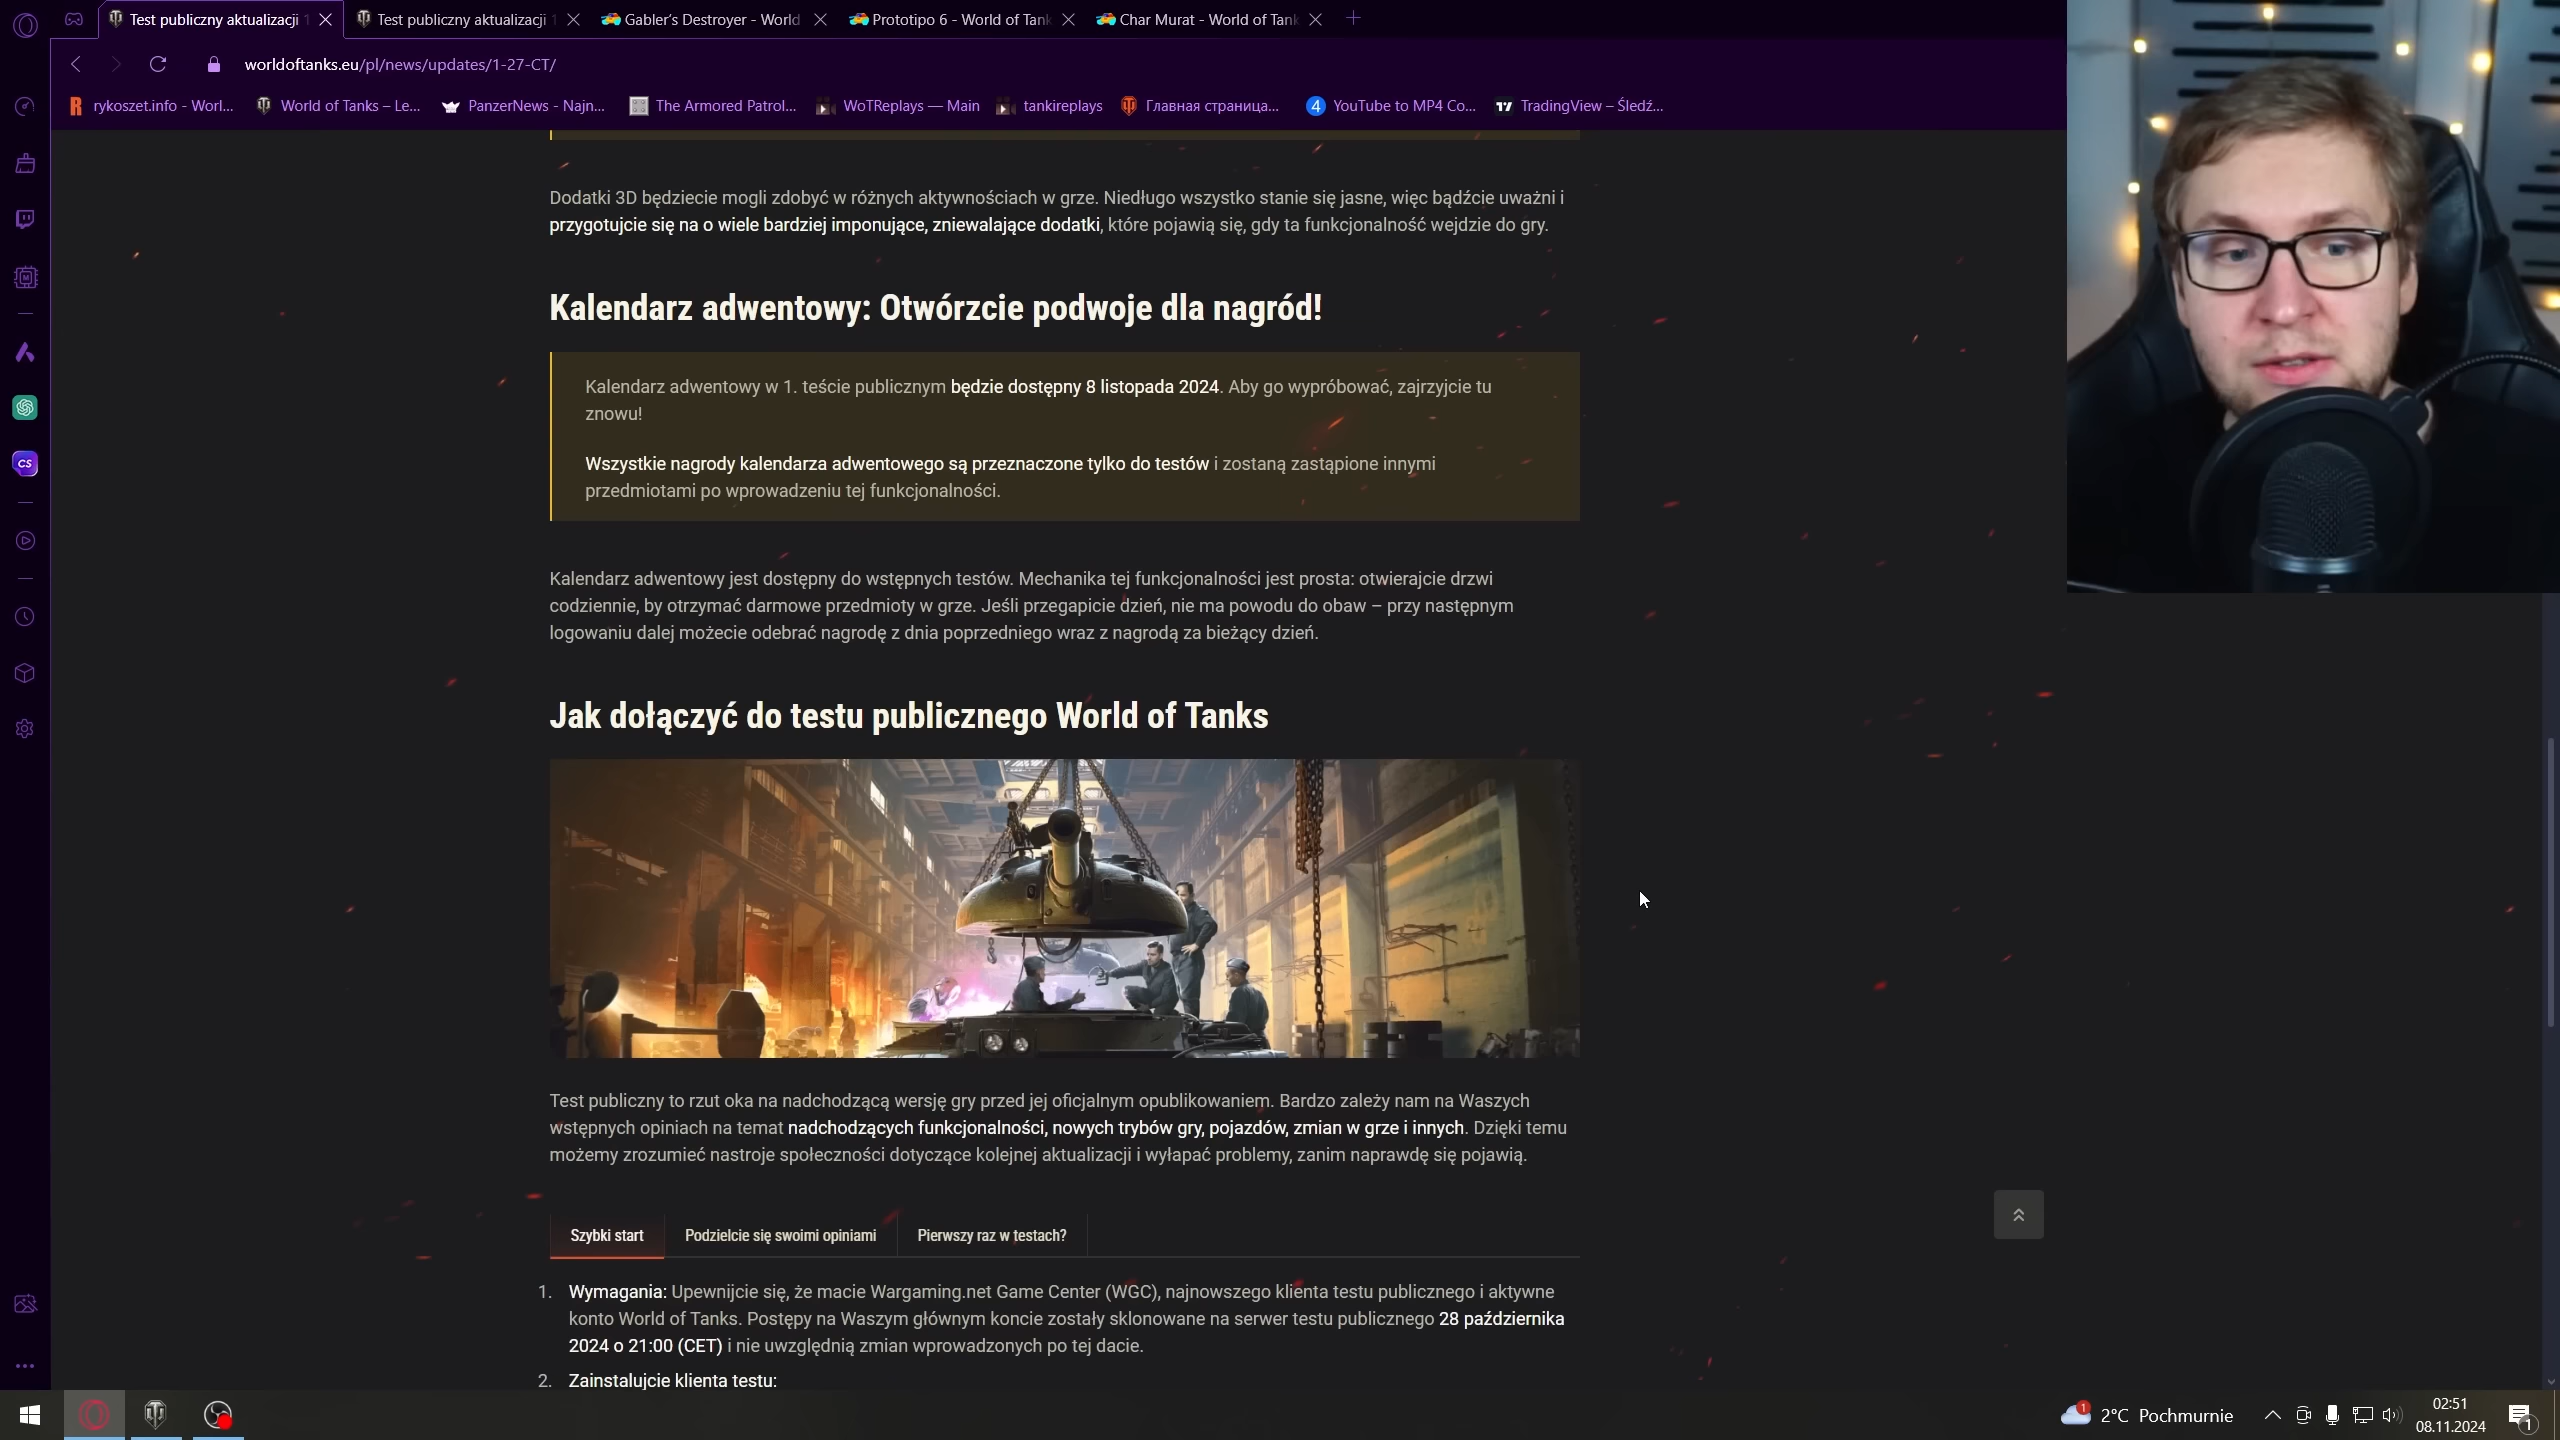 Test publiczny aktualizacji 1
Test publiczny aktualizacji 1
Gabler's Destroyer - World
Prototipo 6 - World of Tank
Char Murat - World of Tank
worldoftanks.eu/pl/news/updates/1-27-CT/
rykoszet.info - Worl...
World of Tanks – Le...
PanzerNews - Najn...
The Armored Patrol...
WoTReplays — Main
tankireplays
Главная страница...
4 YouTube to MP4 Co...
TradingView – Śledź...
Dodatki 3D będziecie mogli zdobyć w różnych aktywnościach w grze. Niedługo wszystko stanie się jasne, więc bądźcie uważni i
przygotujcie się na o wiele bardziej imponujące, zniewalające dodatki, które pojawią się, gdy ta funkcjonalność wejdzie do gry.
Kalendarz adwentowy: Otwórzcie podwoje dla nagród!
Kalendarz adwentowy w 1. teście publicznym będzie dostępny 8 listopada 2024. Aby go wypróbować, zajrzyjcie tu
znowu!
Wszystkie nagrody kalendarza adwentowego są przeznaczone tylko do testów i zostaną zastąpione innymi
przedmiotami po wprowadzeniu tej funkcjonalności.
Kalendarz adwentowy jest dostępny do wstępnych testów. Mechanika tej funkcjonalności jest prosta: otwierajcie drzwi
codziennie, by otrzymać darmowe przedmioty w grze. Jeśli przegapicie dzień, nie ma powodu do obaw – przy następnym
logowaniu dalej możecie odebrać nagrodę z dnia poprzedniego wraz z nagrodą za bieżący dzień.
Jak dołączyć do testu publicznego World of Tanks
Test publiczny to rzut oka na nadchodzącą wersję gry przed jej oficjalnym opublikowaniem. Bardzo zależy nam na Waszych
wstępnych opiniach na temat nadchodzących funkcjonalności, nowych trybów gry, pojazdów, zmian w grze i innych. Dzięki temu
możemy zrozumieć nastroje społeczności dotyczące kolejnej aktualizacji i wyłapać problemy, zanim naprawdę się pojawią.
Szybki start
Podzielcie się swoimi opiniami
Pierwszy raz w testach?
1. Wymagania: Upewnijcie się, że macie Wargaming.net Game Center (WGC), najnowszego klienta testu publicznego i aktywne
konto World of Tanks. Postępy na Waszym głównym koncie zostały sklonowane na serwer testu publicznego 28 października
2024 o 21:00 (CET) i nie uwzględnią zmian wprowadzonych po tej dacie.
2. Zainstalujcie klienta testu:
CS
1
2°C Pochmurnie
02:51
08.11.2024
1